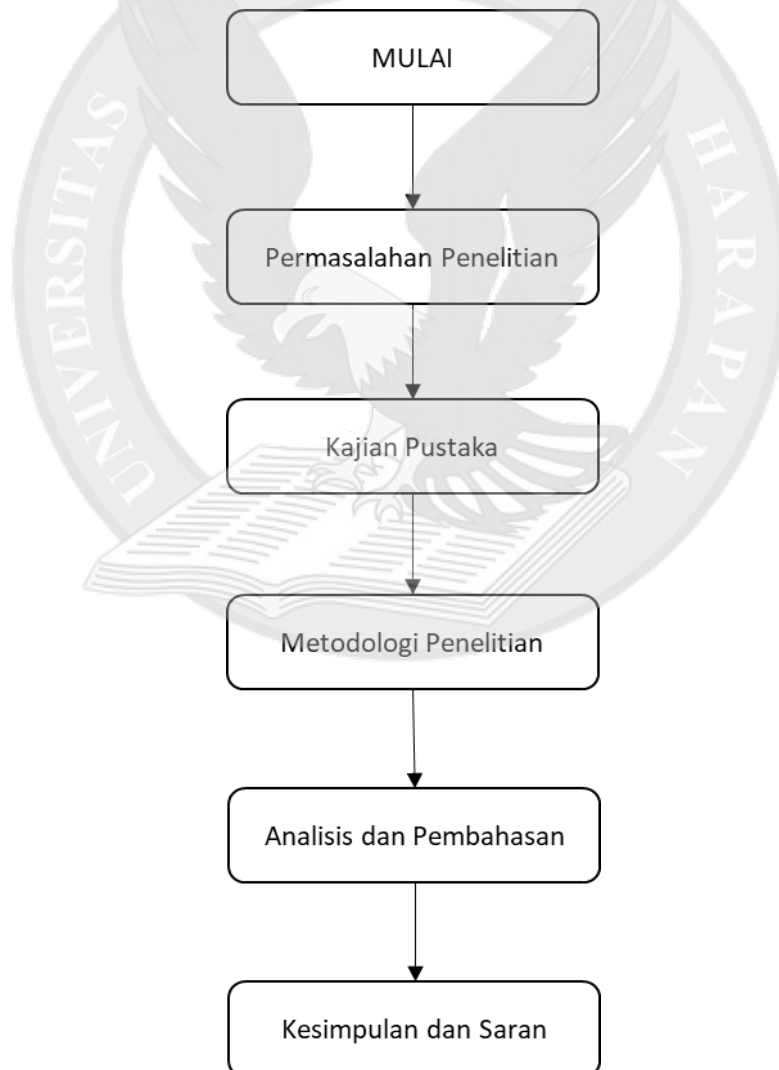 MULAI
Permasalahan Penelitian
Kajian Pustaka
Metodologi Penelitian
Analisis dan Pembahasan
Kesimpulan dan Saran
UNIVERSITAS
HARAPAN